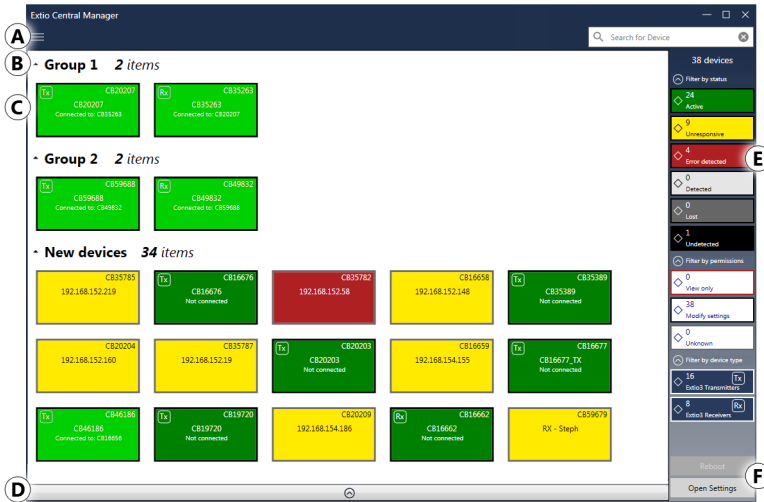 Extio Central Manager
A
Search for Device
B
Group 1 2 items
38 devices
Filter by status
C
Tx CB20207
CB20207
Connected to: CB35263
Rx CB35263
CB35263
Connected to: CB20207
24
Active
9
Unresponsive
Group 2 2 items
4
Error detected
E
Tx CB59688
CB59688
Connected to: CB49832
Rx CB49832
CB49832
Connected to: CB59688
0
Detected
0
Lost
1
Undetected
New devices 34 items
Filter by permissions
CB35785
192.168.152.219
Tx CB16676
CB16676
Not connected
CB35782
192.168.152.58
CB16658
192.168.152.148
Tx CB35389
CB35389
Not connected
0
View only
38
Modify settings
0
Unknown
CB20204
192.168.152.160
CB35787
192.168.152.19
Tx CB20203
CB20203
Not connected
CB16659
192.168.154.155
Tx CB16677
CB16677_TX
Not connected
Filter by device type
16 Tx
Extio3 Transmitters
8 Rx
Extio3 Receivers
Tx CB46186
CB46186
Connected to: CB16656
Tx CB19720
CB19720
Not connected
CB20209
192.168.154.186
Rx CB16662
CB16662
Not connected
CB59679
RX - Steph
Reboot
F
Open Settings
D